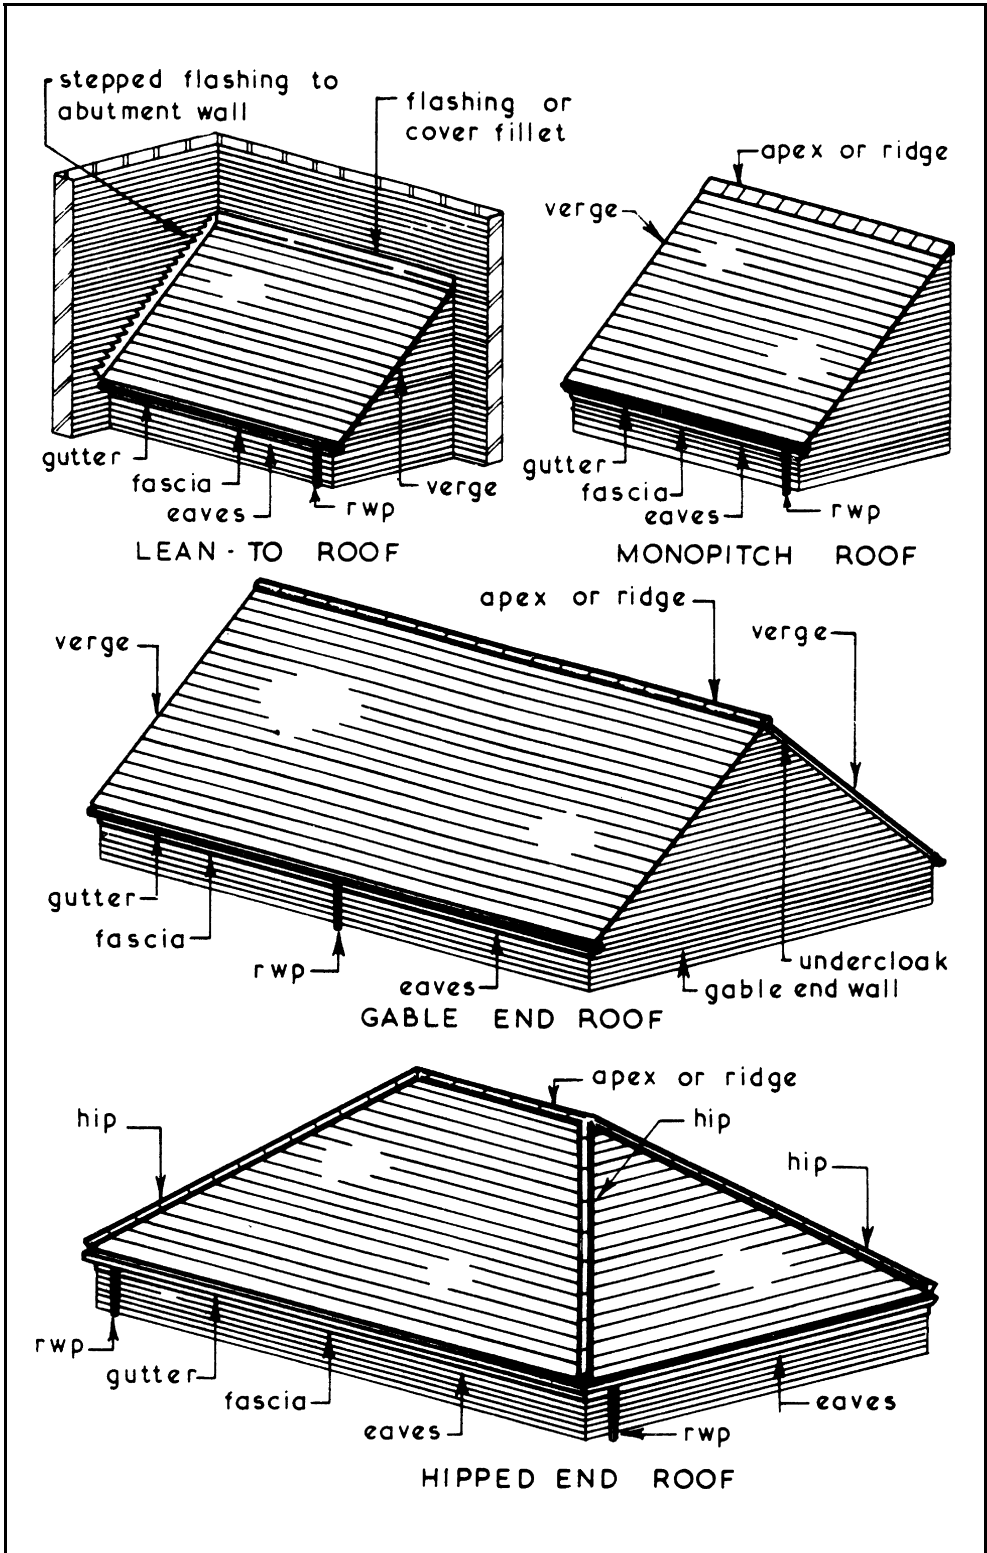 stepped flashing to
abutment wall
flashing or
cover fillet
apex or ridge
verge
gutter
fascia
eaves
rwp
verge
LEAN-TO ROOF
gutter
fascia
eaves
rwp
MONOPITCH ROOF
apex or ridge
verge
verge
gutter
fascia
rwp
eaves
undercloak
gable end wall
GABLE END ROOF
apex or ridge
hip
hip
hip
rwp
gutter
fascia
eaves
eaves
rwp
HIPPED END ROOF